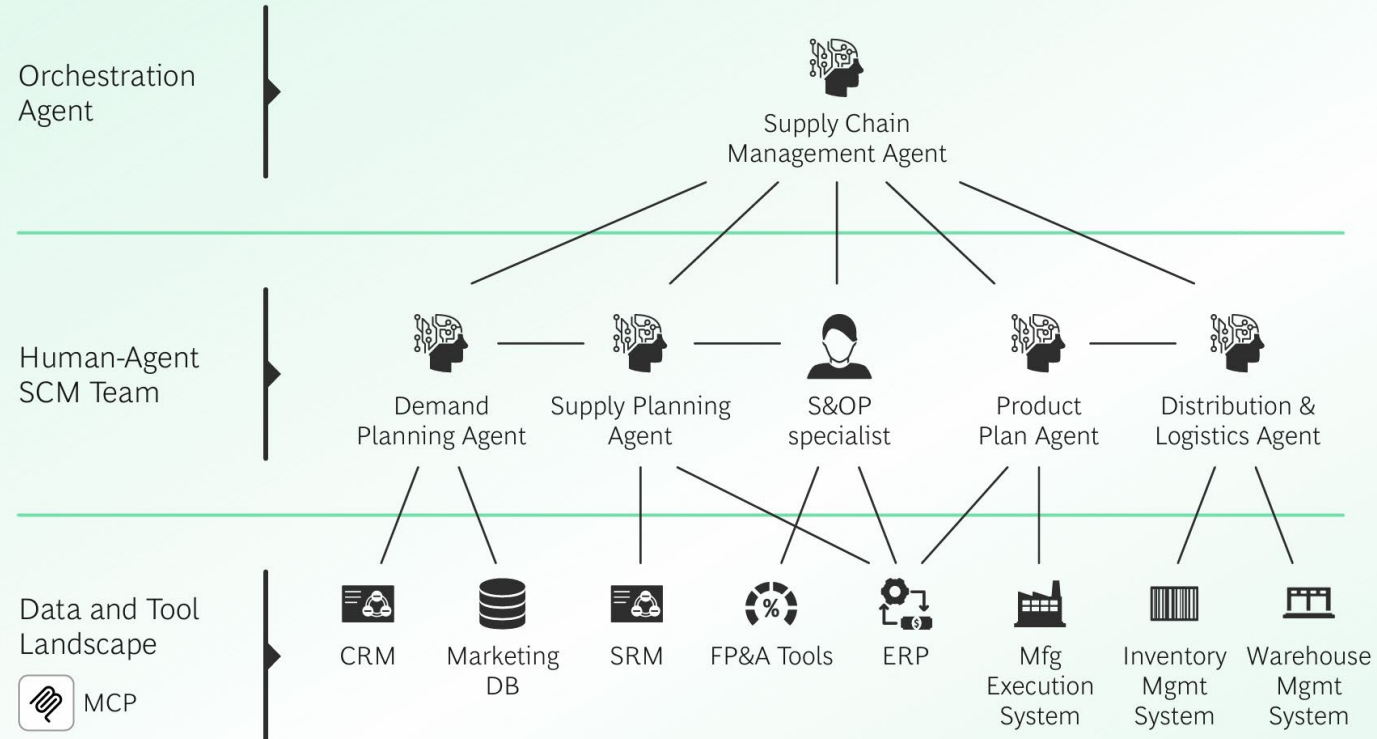 Orchestration
Agent
Supply Chain
Management Agent
Human-Agent
SCM Team
Demand
Planning Agent
Supply Planning
Agent
S&OP
specialist
Product
Plan Agent
Distribution &
Logistics Agent
Data and Tool
Landscape
MCP
CRM
Marketing
DB
SRM
%
FP&A Tools
$
ERP
Mfg
Execution
System
Inventory
Mgmt
System
Warehouse
Mgmt
System